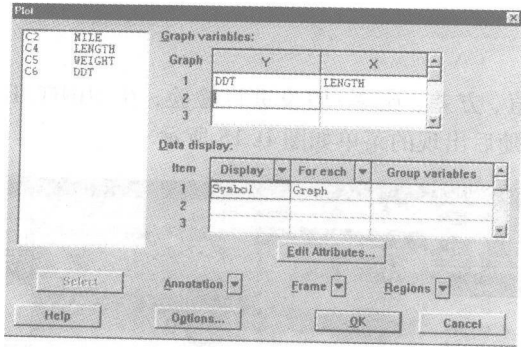 Plot
C2 MILE
C4 LENGTH
C5 WEIGHT
C6 DDT
Graph variables:
Graph Y X
1 DDT LENGTH
2
3
Data display:
Item Display For each Group variables
1 Symbol Graph
2
3
Edit Attributes...
Select Annotation Frame Regions
Help Options... OK Cancel